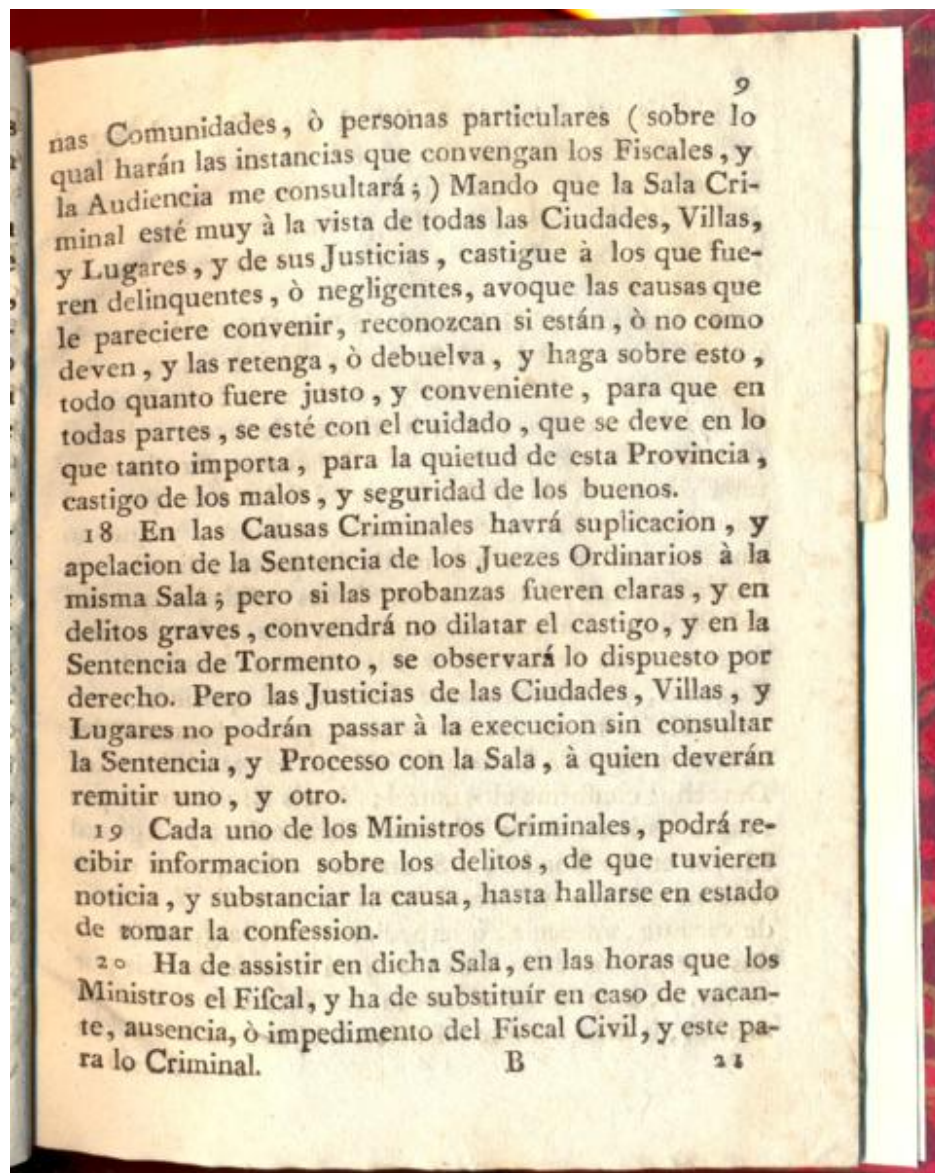 9
nas Comunidades, ò personas particulares ( sobre lo
qual harán las instancias que convengan los Fiscales, y
la Audiencia me consultará ; ) Mando que la Sala Cri-
minal esté muy à la vista de todas las Ciudades, Villas,
y Lugares, y de sus Justicias, castigue à los que fue-
ren delinquentes, ò negligentes, avoque las causas que
le pareciere convenir, reconozcan si están, ò no como
deven, y las retenga, ò debuelva, y haga sobre esto,
todo quanto fuere justo, y conveniente, para que en
todas partes, se esté con el cuidado, que se deve en lo
que tanto importa, para la quietud de esta Provincia,
castigo de los malos, y seguridad de los buenos.
18 En las Causas Criminales havrá suplicacion, y
apelacion de la Sentencia de los Juezes Ordinarios à la
misma Sala; pero si las probanzas fueren claras, y en
delitos graves, convendrá no dilatar el castigo, y en la
Sentencia de Tormento, se observará lo dispuesto por
derecho. Pero las Justicias de las Ciudades, Villas, y
Lugares no podrán passar à la execucion sin consultar
la Sentencia, y Processo con la Sala, à quien deverán
remitir uno, y otro.
19 Cada uno de los Ministros Criminales, podrá re-
cibir informacion sobre los delitos, de que tuvieren
noticia, y substanciar la causa, hasta hallarse en estado
de tomar la confession.
20 Ha de assistir en dicha Sala, en las horas que los
Ministros el Fiſcal, y ha de substituír en caso de vacan-
te, ausencia, ò impedimento del Fiscal Civil, y este pa-
ra lo Criminal. B 21